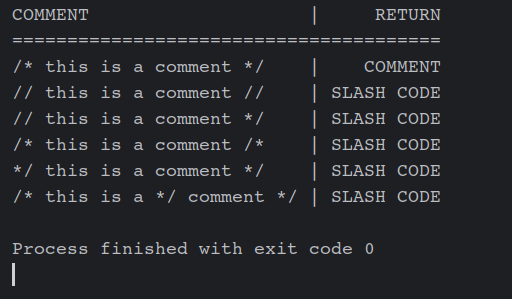 COMMENT                    |     RETURN
=======================================
/* this is a comment */    |    COMMENT
// this is a comment //    | SLASH CODE
// this is a comment */    | SLASH CODE
/* this is a comment /*    | SLASH CODE
*/ this is a comment */    | SLASH CODE
/* this is a */ comment */ | SLASH CODE
Process finished with exit code 0